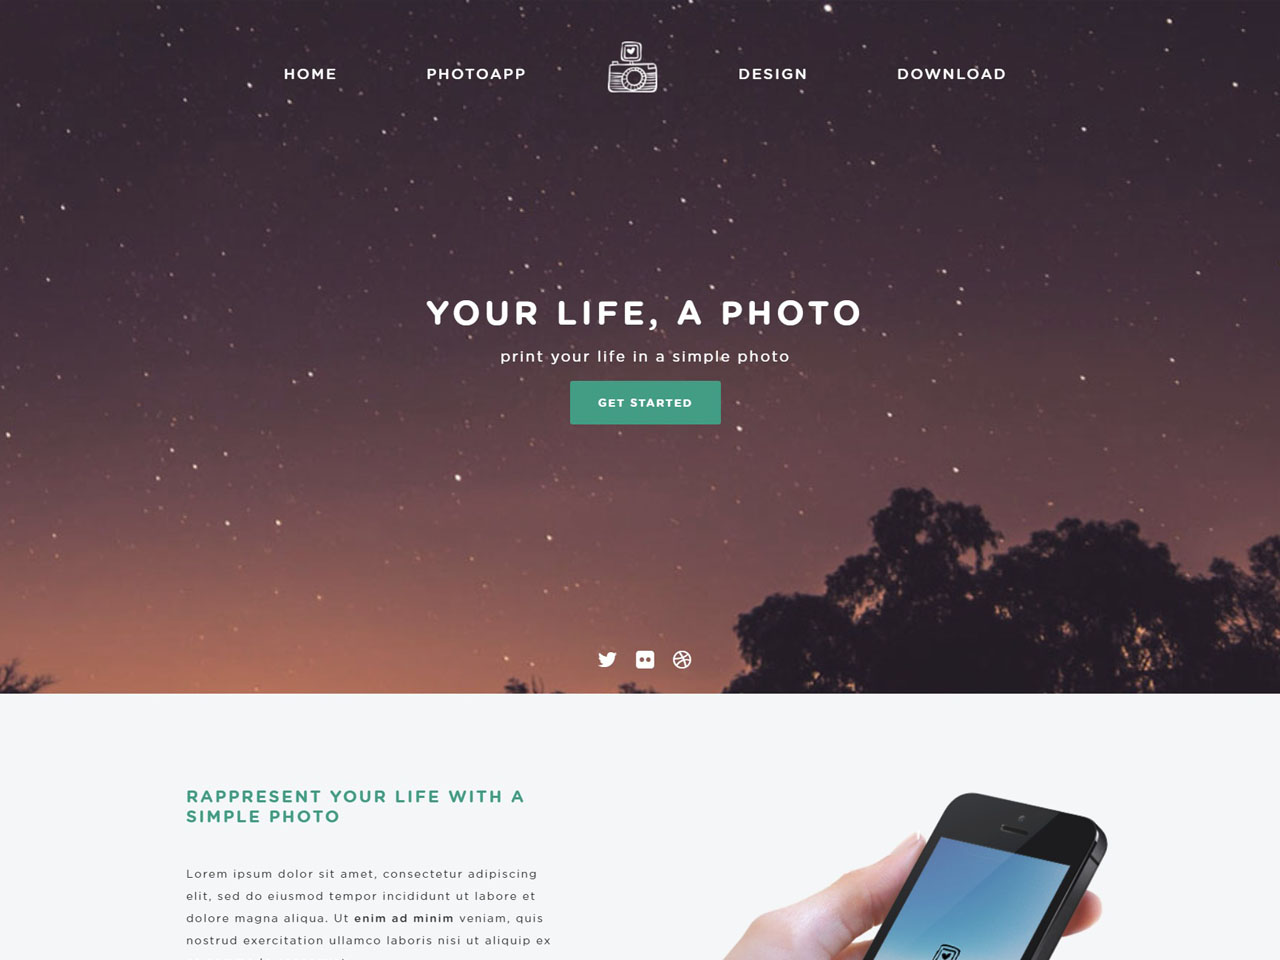 HOME PHOTOAPP DESIGN DOWNLOAD
YOUR LIFE, A PHOTO
print your life in a simple photo
GET STARTED
RAPPRESENT YOUR LIFE WITH A
SIMPLE PHOTO
Lorem ipsum dolor sit amet, consectetur adipiscing
elit, sed do eiusmod tempor incididunt ut labore et
dolore magna aliqua. Ut enim ad minim veniam, quis
nostrud exercitation ullamco laboris nisi ut aliquip ex